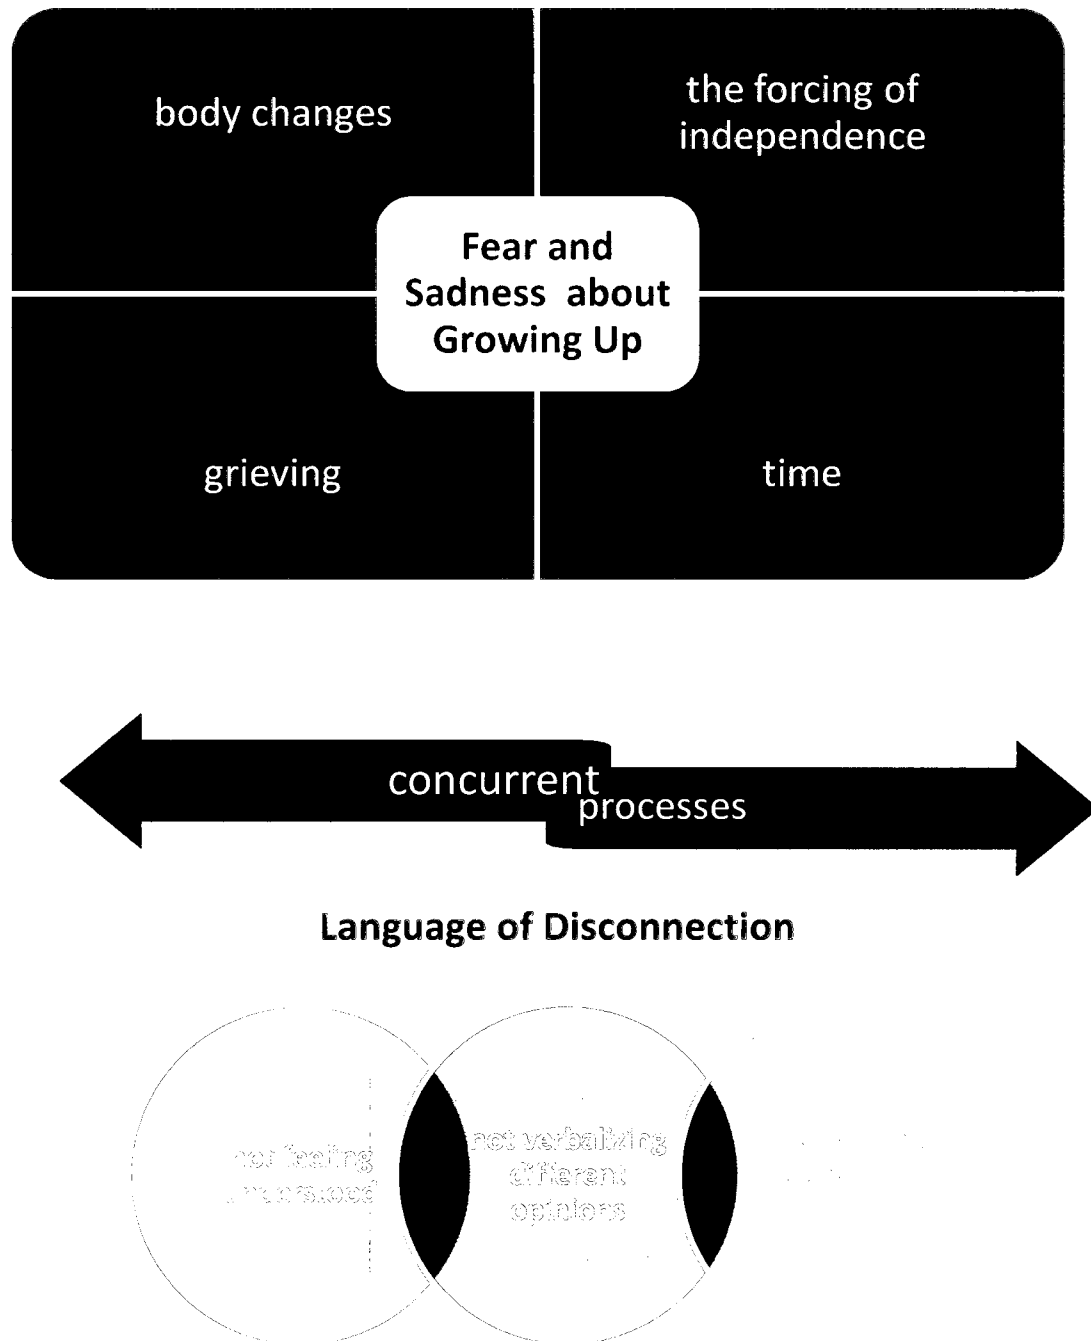 body changes
the forcing of
independence
Fear and
Sadness about
Growing Up
grieving
time
concurrent
processes
Language of Disconnection
not feeling
understood
not verbalizing
different
opinions